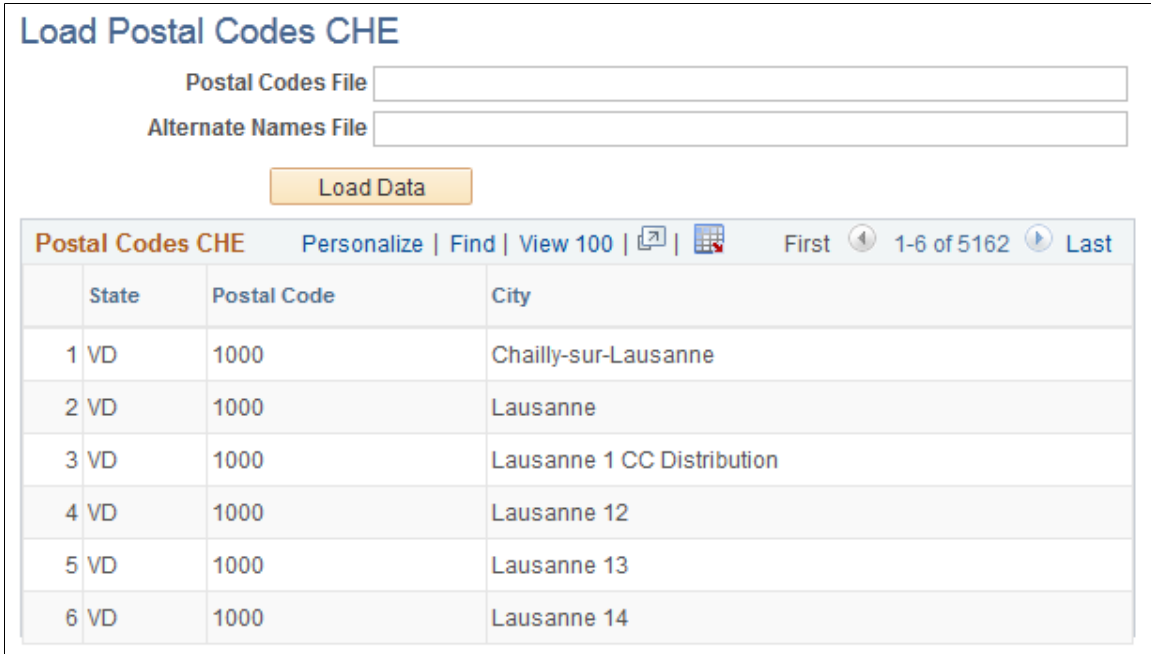 Load Postal Codes CHE
Postal Codes File
Alternate Names File
Load Data
Postal Codes CHE Personalize | Find | View 100 | | First 1-6 of 5162 Last
State Postal Code City
1 VD 1000 Chailly-sur-Lausanne
2 VD 1000 Lausanne
3 VD 1000 Lausanne 1 CC Distribution
4 VD 1000 Lausanne 12
5 VD 1000 Lausanne 13
6 VD 1000 Lausanne 14